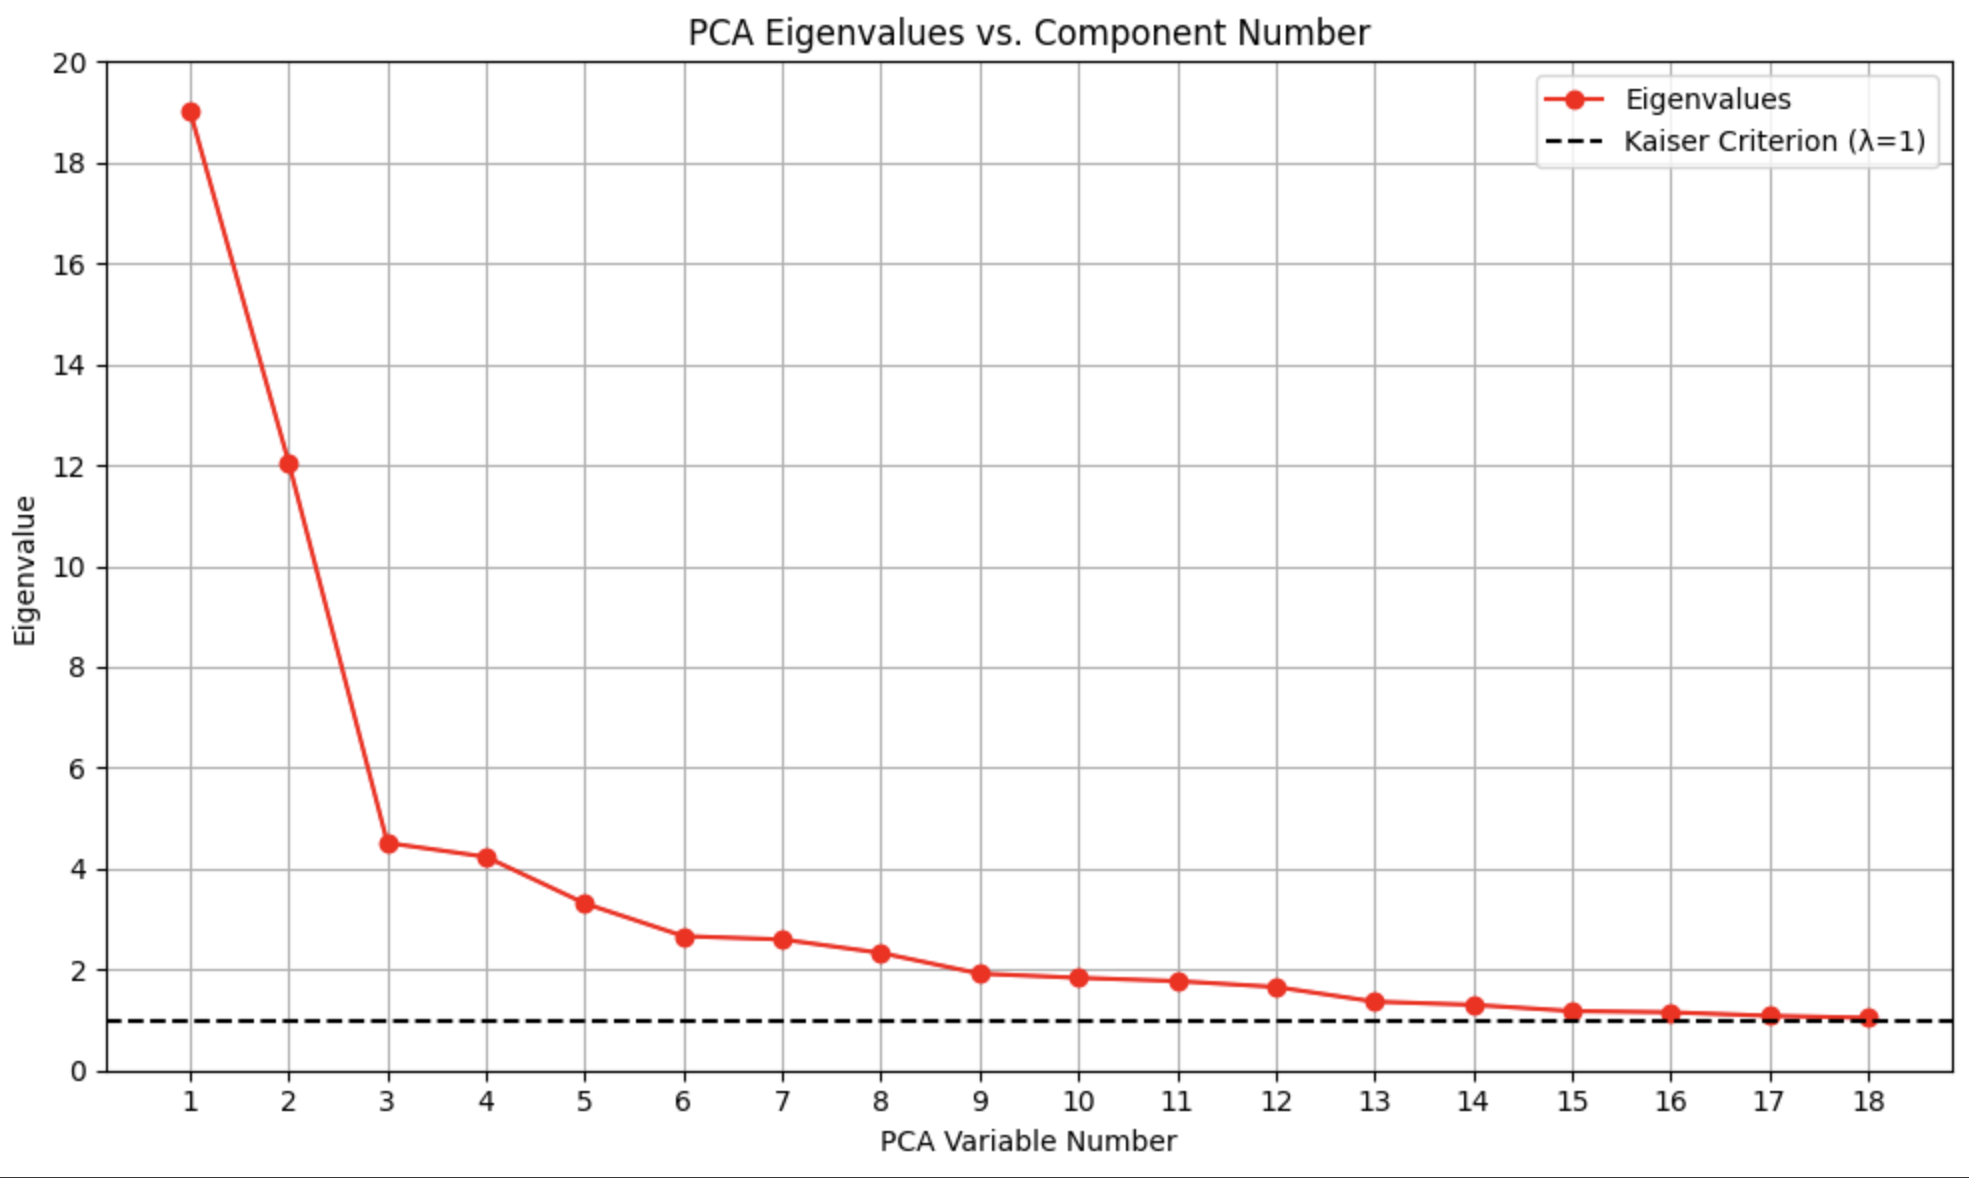 PCA Eigenvalues vs. Component Number
Eigenvalues
Kaiser Criterion (λ=1)
Eigenvalue
20
18
16
14
12
10
8
6
4
2
0
1 2 3 4 5 6 7 8 9 10 11 12 13 14 15 16 17 18
PCA Variable Number